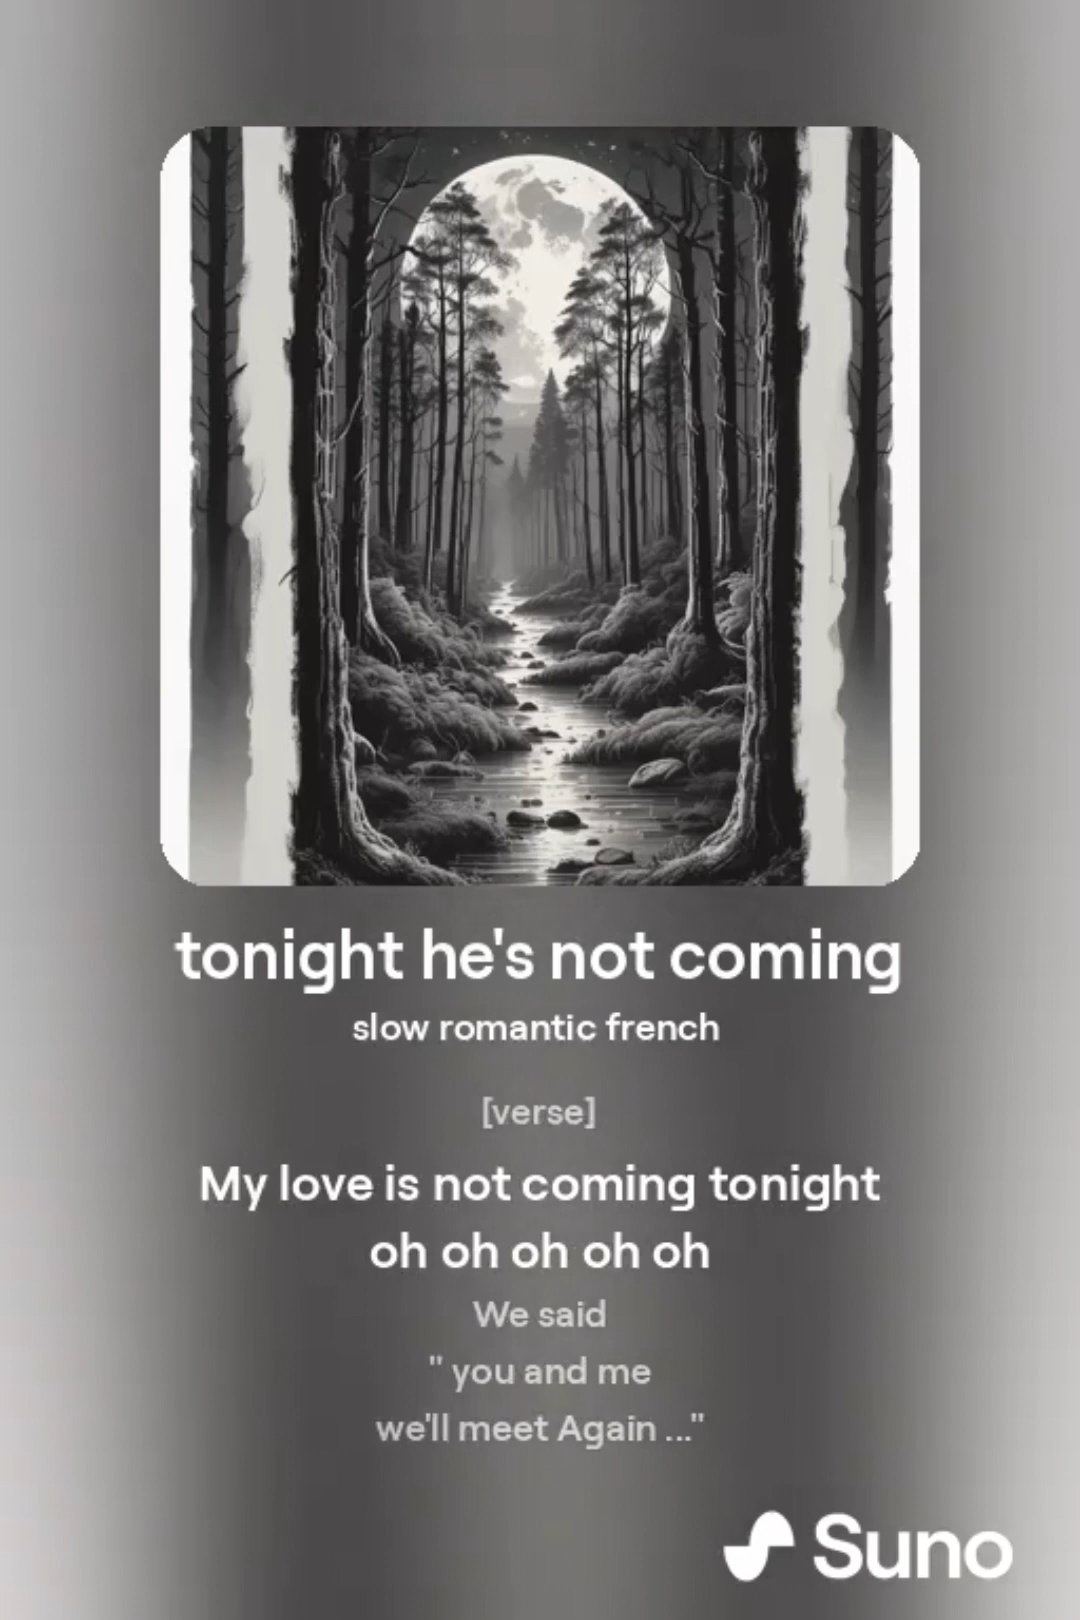 tonight he's not coming
slow romantic french
[verse]
My love is not coming tonight
oh oh oh oh oh
We said
" you and me
we'll meet Again ..."
Suno